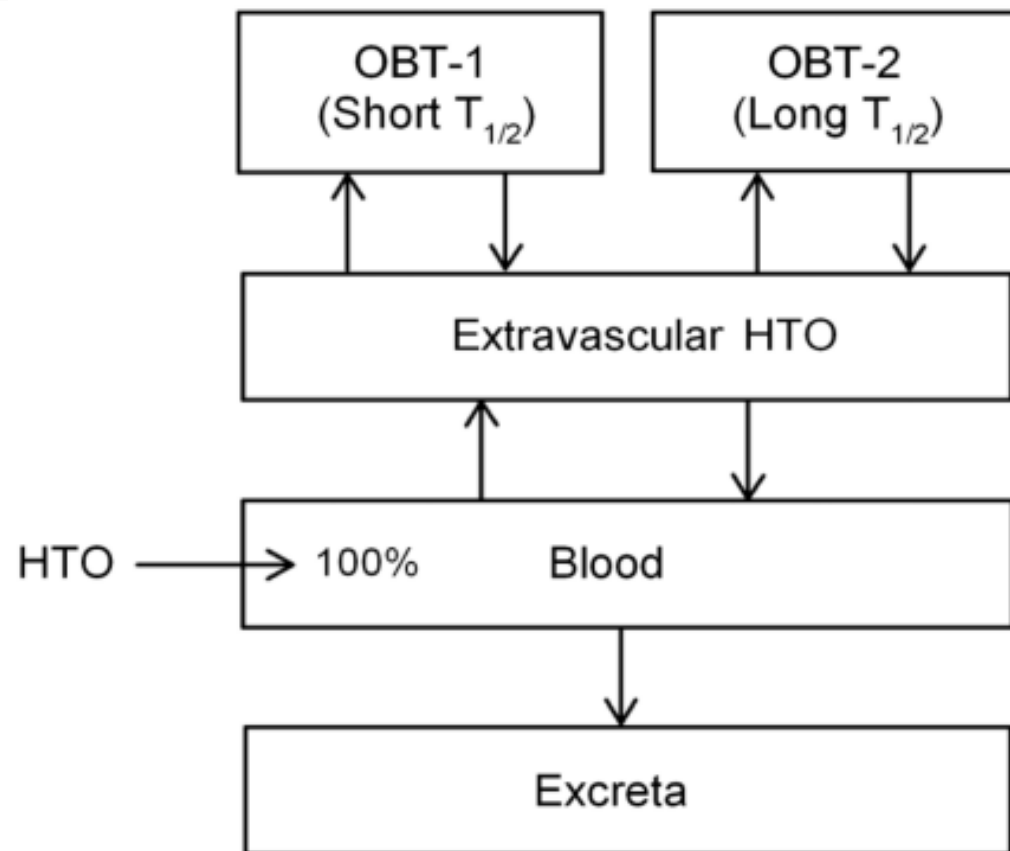 OBT-1
(Short T1/2)
OBT-2
(Long T1/2)
Extravascular HTO
HTO
100%
Blood
Excreta